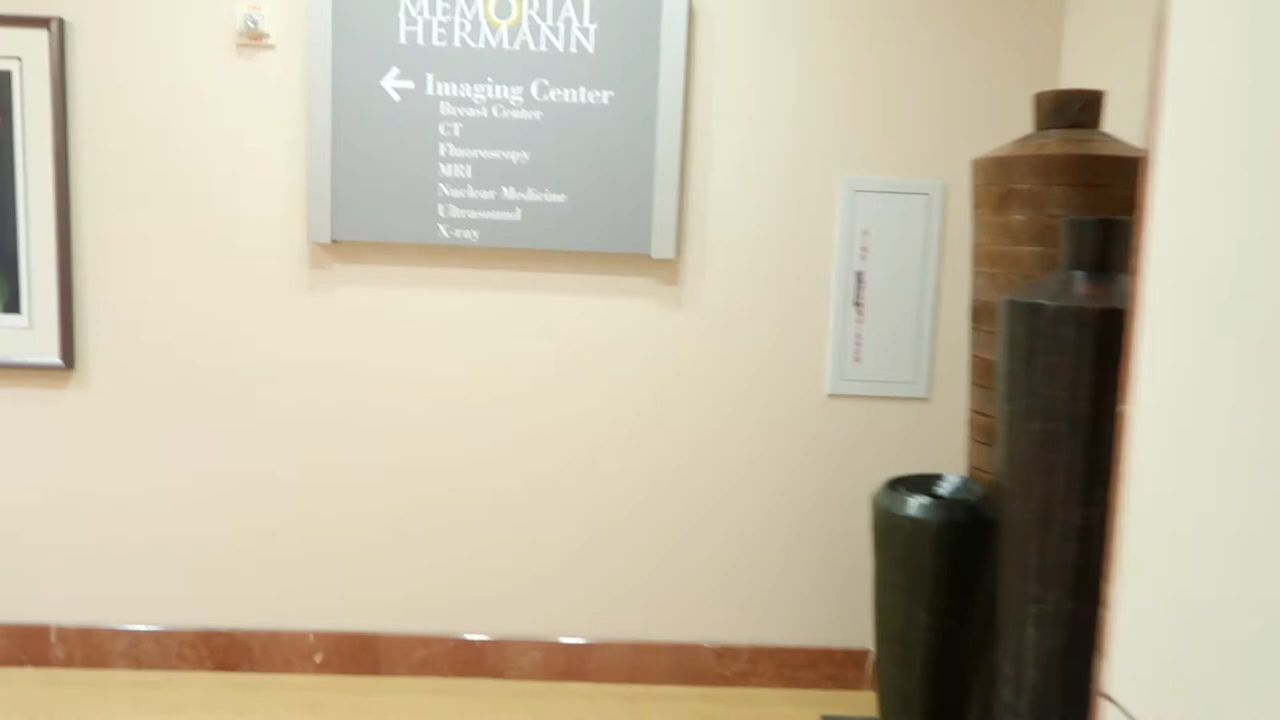 MEMORIAL
HERMANN
← Imaging Center
Breast Center
CT
Fluoroscopy
MRI
Nuclear Medicine
Ultrasound
X-ray